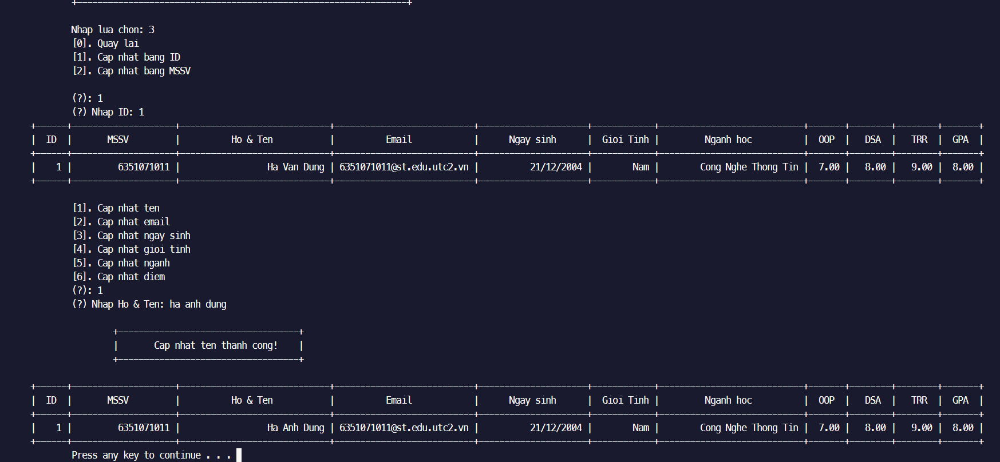 +-----------------------------------------------------------------+
Nhap lua chon: 3
[0]. Quay lai
[1]. Cap nhat bang ID
[2]. Cap nhat bang MSSV
(?): 1
(?) Nhap ID: 1
+------+--------------------+-----------------------------+---------------------------+---------------------+------------+----------------------------+-------+--------+--------+-------+
| ID | MSSV | Ho & Ten | Email | Ngay sinh | Gioi Tinh | Nganh hoc | OOP | DSA | TRR | GPA |
+------+--------------------+-----------------------------+---------------------------+---------------------+------------+----------------------------+-------+--------+--------+-------+
| 1 | 6351071011 | Ha Van Dung | 6351071011@st.edu.utc2.vn | 21/12/2004 | Nam | Cong Nghe Thong Tin | 7.00 | 8.00 | 9.00 | 8.00 |
+------+--------------------+-----------------------------+---------------------------+---------------------+------------+----------------------------+-------+--------+--------+-------+
[1]. Cap nhat ten
[2]. Cap nhat email
[3]. Cap nhat ngay sinh
[4]. Cap nhat gioi tinh
[5]. Cap nhat nganh
[6]. Cap nhat diem
(?): 1
(?) Nhap Ho & Ten: ha anh dung
+-----------------------------------+
| Cap nhat ten thanh cong! |
+-----------------------------------+
+------+--------------------+-----------------------------+---------------------------+---------------------+------------+----------------------------+-------+--------+--------+-------+
| ID | MSSV | Ho & Ten | Email | Ngay sinh | Gioi Tinh | Nganh hoc | OOP | DSA | TRR | GPA |
+------+--------------------+-----------------------------+---------------------------+---------------------+------------+----------------------------+-------+--------+--------+-------+
| 1 | 6351071011 | Ha Anh Dung | 6351071011@st.edu.utc2.vn | 21/12/2004 | Nam | Cong Nghe Thong Tin | 7.00 | 8.00 | 9.00 | 8.00 |
+------+--------------------+-----------------------------+---------------------------+---------------------+------------+----------------------------+-------+--------+--------+-------+
Press any key to continue . . .